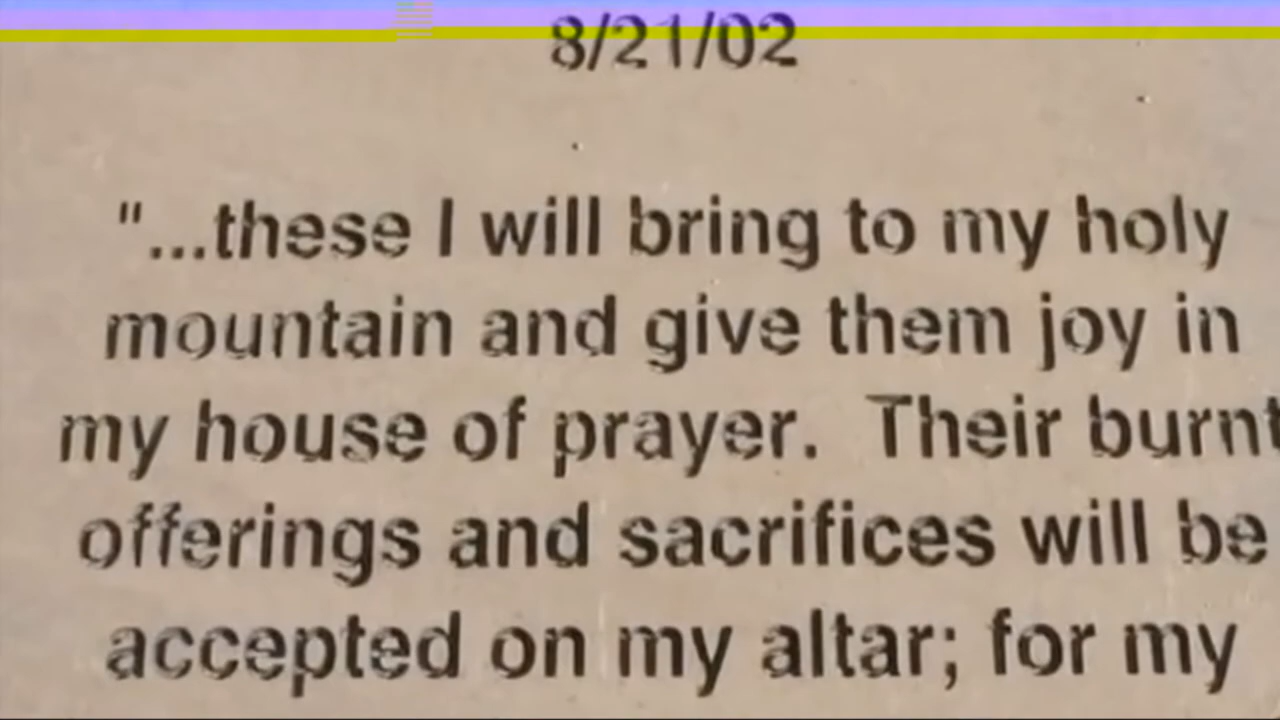 8/21/02
"...these I will bring to my holy
mountain and give them joy in
my house of prayer.  Their burnt
offerings and sacrifices will be
accepted on my altar; for my